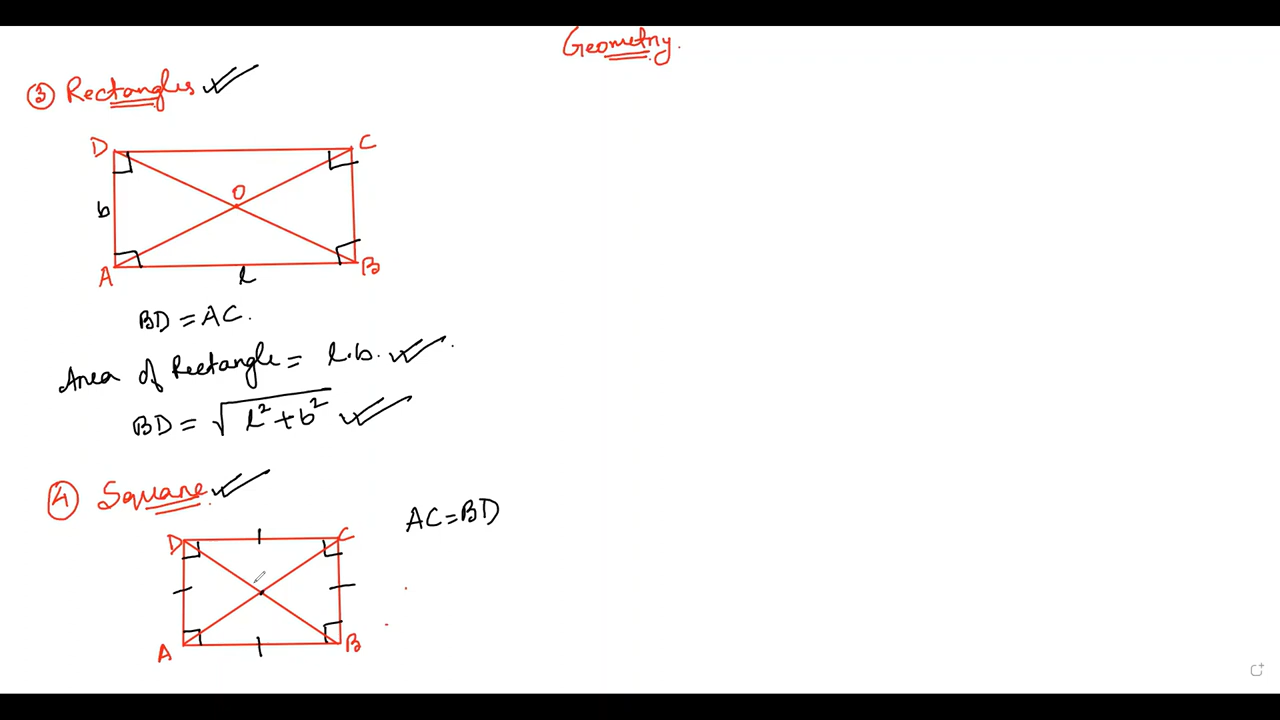 Geometry.
③ Rectangles
D C
O
b
A l B
BD = AC.
Area of Rectangle = l.b.
BD = √(l²+b²)
④ Square.
AC=BD
D C
A B